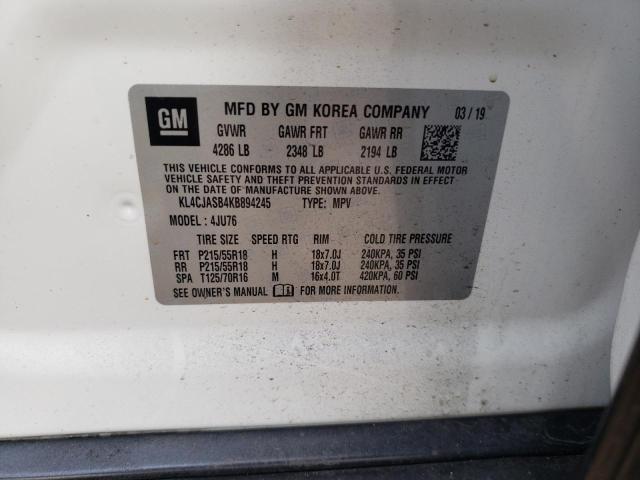 GM MFD BY GM KOREA COMPANY 03 / 19
GVWR GAWR FRT GAWR RR
4286 LB 2348 LB 2194 LB
THIS VEHICLE CONFORMS TO ALL APPLICABLE U.S. FEDERAL MOTOR
VEHICLE SAFETY AND THEFT PREVENTION STANDARDS IN EFFECT ON
THE DATE OF MANUFACTURE SHOWN ABOVE.
KL4CJASB4KB894245 TYPE: MPV
MODEL : 4JU76
TIRE SIZE SPEED RTG RIM COLD TIRE PRESSURE
FRT P215/55R18 H 18x7.0J 240KPA, 35 PSI
RR P215/55R18 H 18x7.0J 240KPA, 35 PSI
SPA T125/70R16 M 16x4.0T 420KPA, 60 PSI
SEE OWNER'S MANUAL FOR MORE INFORMATION.